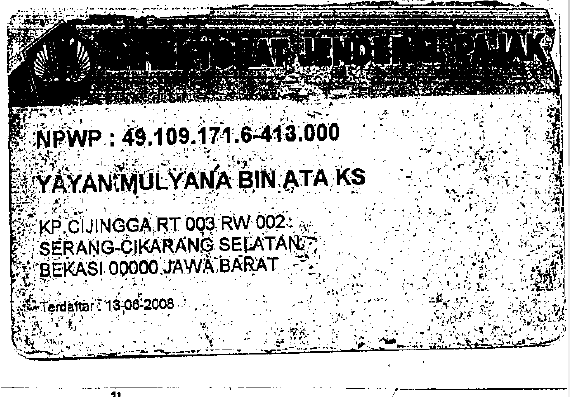 DIREKTORAT JENDERAL PAJAK
NPWP : 49.109.171.6-413.000
YAYAN MULYANA BIN ATA KS
KP CIJINGGA RT 003 RW 002
SERANG-CIKARANG SELATAN
BEKASI 00000 JAWA BARAT
Terdaftar : 13-06-2008